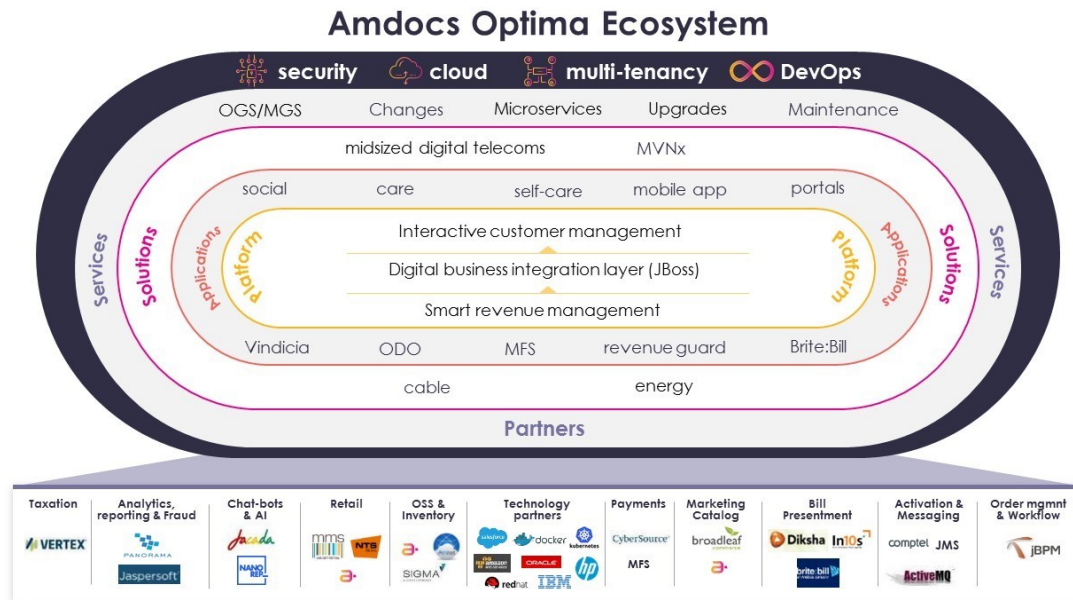 Amdocs Optima Ecosystem
security cloud multi-tenancy DevOps
OGS/MGS Changes Microservices Upgrades Maintenance
midsized digital telecoms MVNx
social care self-care mobile app portals
Services Solutions Applications Platform
Interactive customer management
Digital business integration layer (JBoss)
Smart revenue management
Platform Applications Solutions Services
Vindicia ODO MFS revenue guard Brite:Bill
cable energy
Partners
Taxation
VERTEX
Analytics,
reporting & Fraud
PANORAMA
Jaspersoft
Chat-bots
& AI
Jacada
NANO
REP
Retail
mms
NTS
a
OSS &
Inventory
a
SIGMA
Technology
partners
salesforce
docker
kubernetes
amazon
ORACLE
hp
redhat
IBM
Payments
CyberSource
MFS
Marketing
Catalog
broadleaf
COMMERCE
a
Bill
Presentment
Diksha
In10s
brite:bill
Activation &
Messaging
comptel JMS
ActiveMQ
Order mgmnt
& Workflow
jBPM